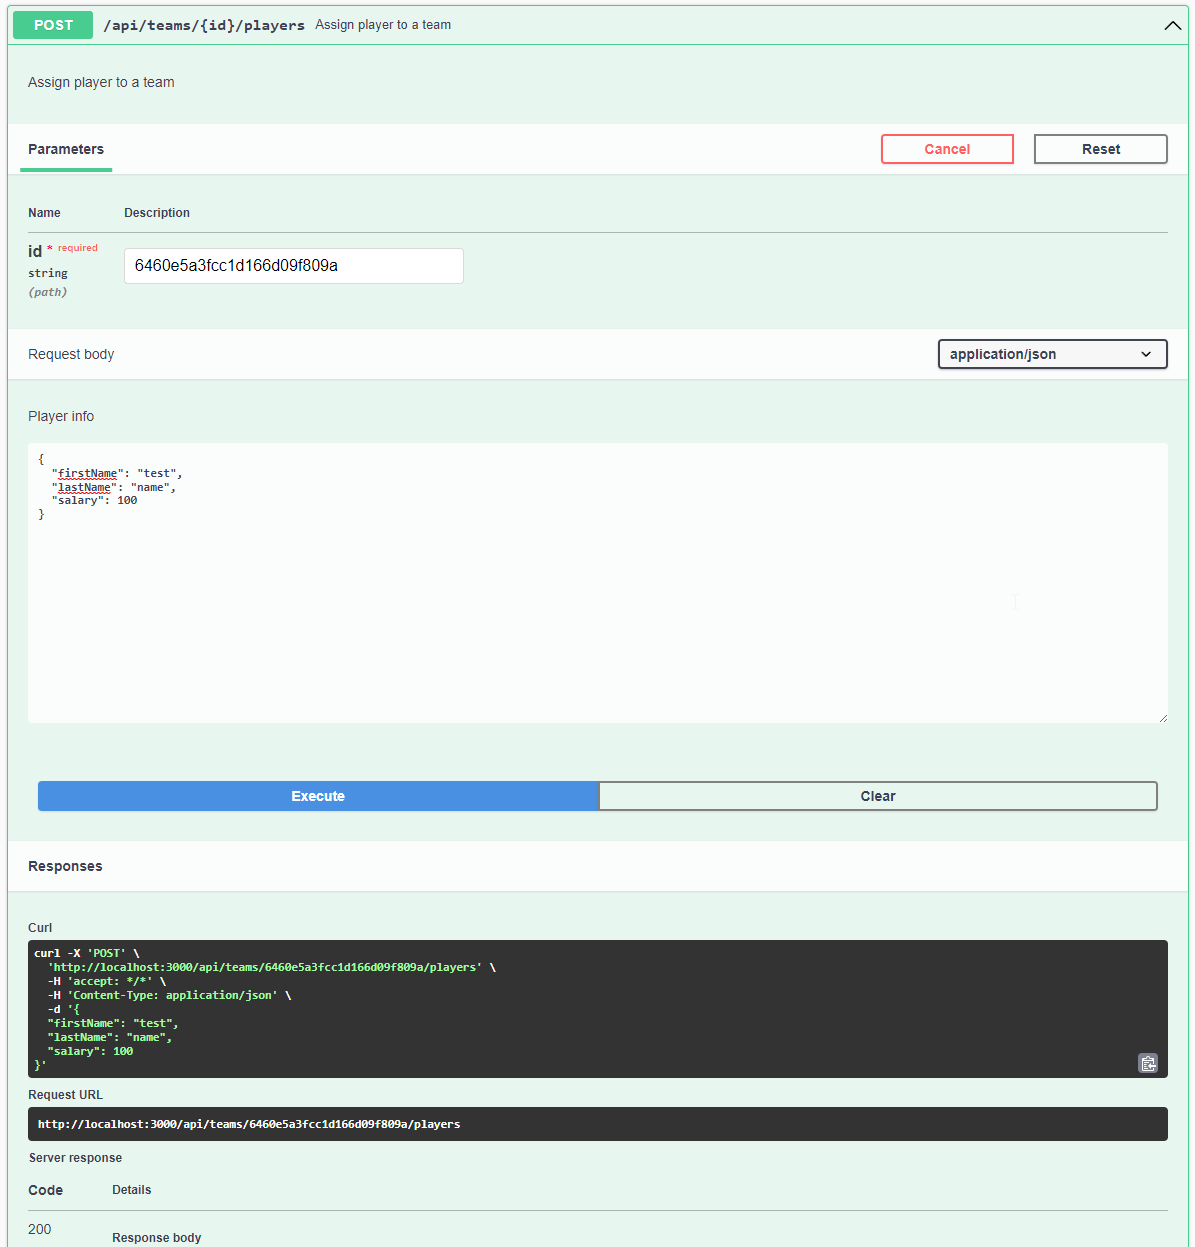 POST /api/teams/{id}/players Assign player to a team
Assign player to a team
Parameters Cancel Reset
Name Description
id * required
string
(path)
6460e5a3fcc1d166d09f809a
Request body application/json
Player info
{
  "firstName": "test",
  "lastName": "name",
  "salary": 100
}
Execute Clear
Responses
Curl
curl -X 'POST' \
  'http://localhost:3000/api/teams/6460e5a3fcc1d166d09f809a/players' \
  -H 'accept: */*' \
  -H 'Content-Type: application/json' \
  -d '{
  "firstName": "test",
  "lastName": "name",
  "salary": 100
}'
Request URL
http://localhost:3000/api/teams/6460e5a3fcc1d166d09f809a/players
Server response
Code Details
200
Response body